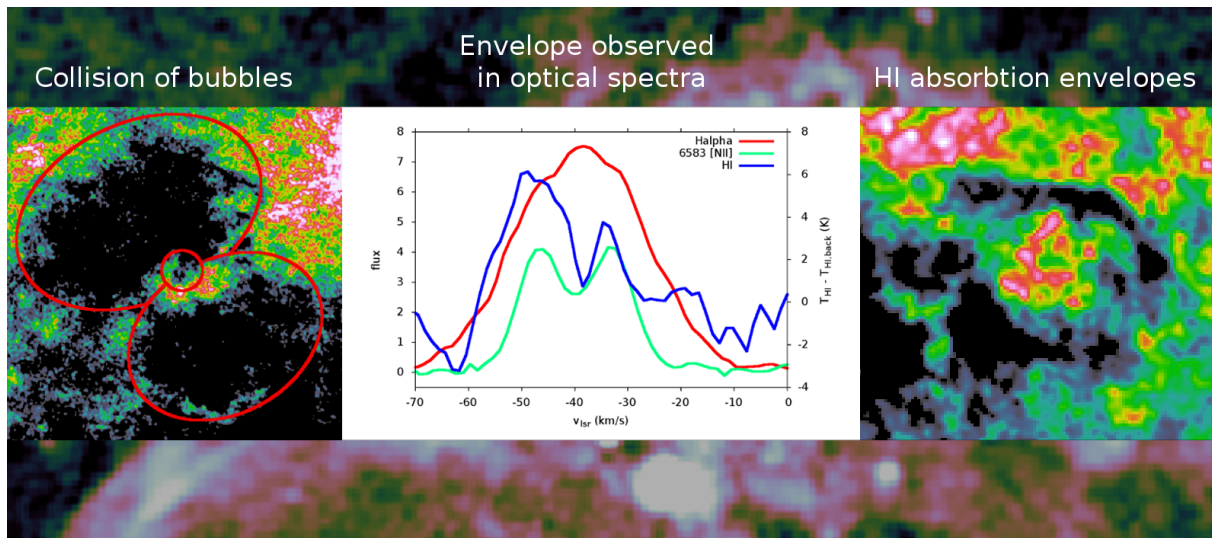 Collision of bubbles
Envelope observed
in optical spectra
HI absorbtion envelopes
Halpha
6583 [NII]
HI
8
7
6
5
4
3
2
1
0
flux
8
6
4
2
0
-2
-4
T_HI - T_HI,back (K)
-70 -60 -50 -40 -30 -20 -10 0
v_lsr (km/s)